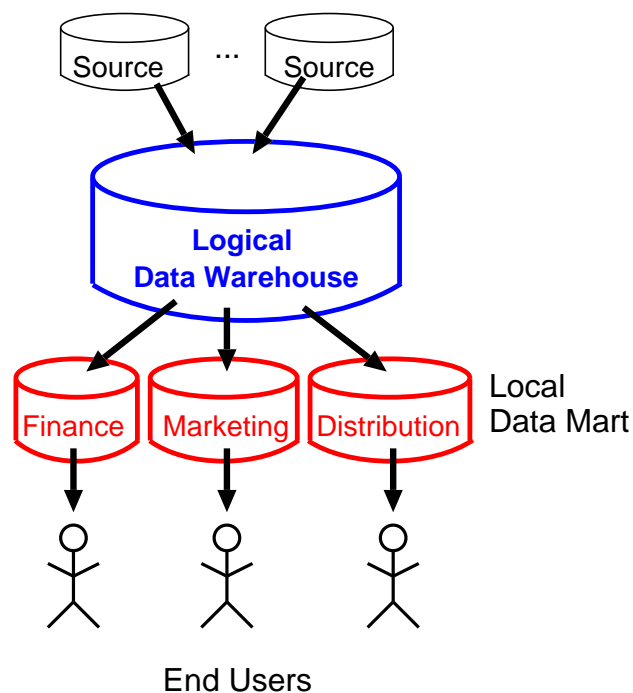 Source ... Source
Logical
Data Warehouse
Local
Data Mart
Finance Marketing Distribution
End Users